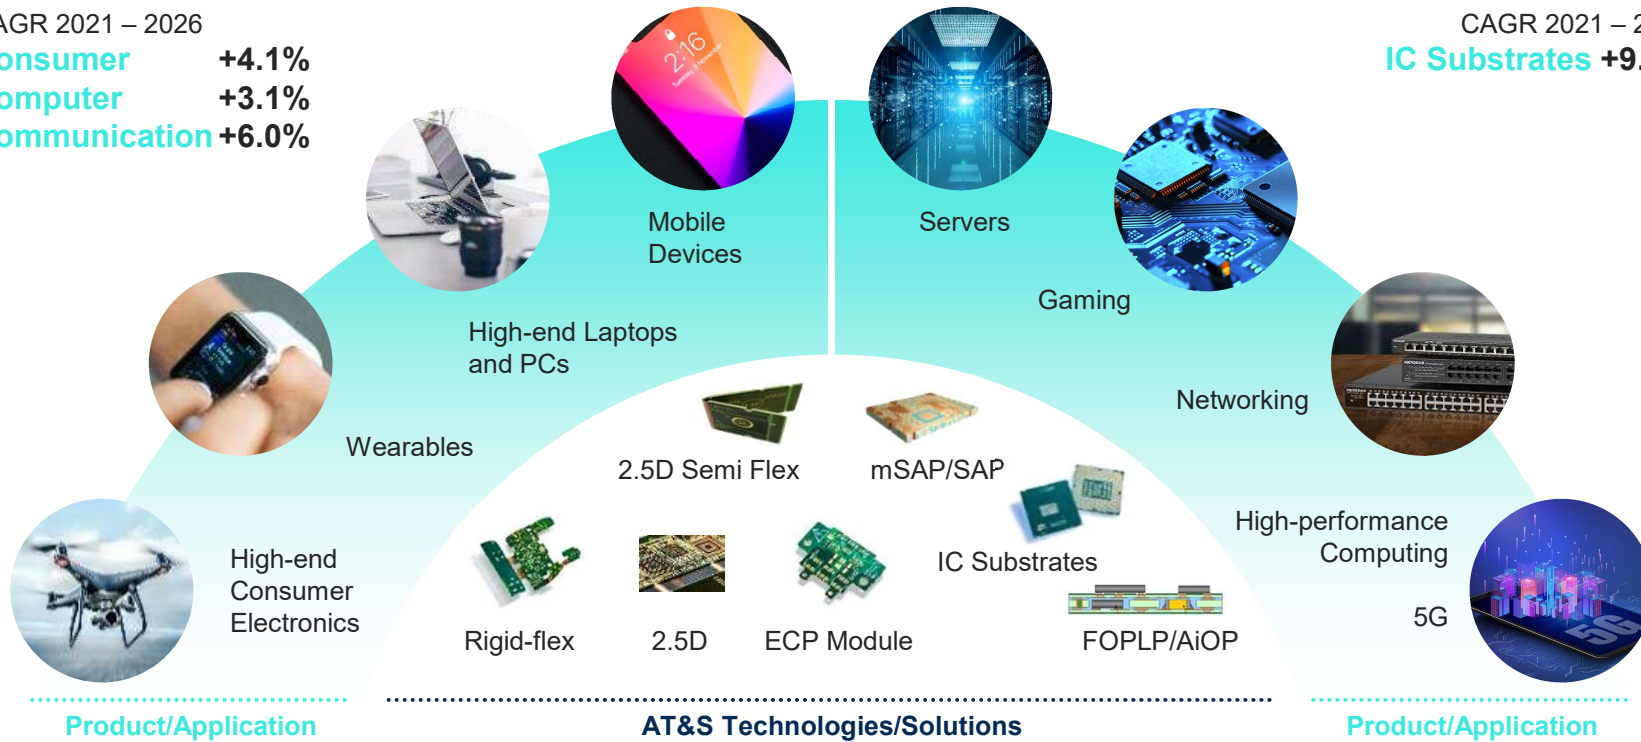 AGR 2021 – 2026
onsumer +4.1%
omputer +3.1%
ommunication +6.0%
CAGR 2021 – 2
IC Substrates +9.
2:16
Mobile
Devices
Servers
High-end Laptops
and PCs
Gaming
Wearables
Networking
High-end
Consumer
Electronics
High-performance
Computing
5G
5G
2.5D Semi Flex
mSAP/SAP
IC Substrates
Rigid-flex
2.5D
ECP Module
FOPLP/AiOP
Product/Application
AT&S Technologies/Solutions
Product/Application